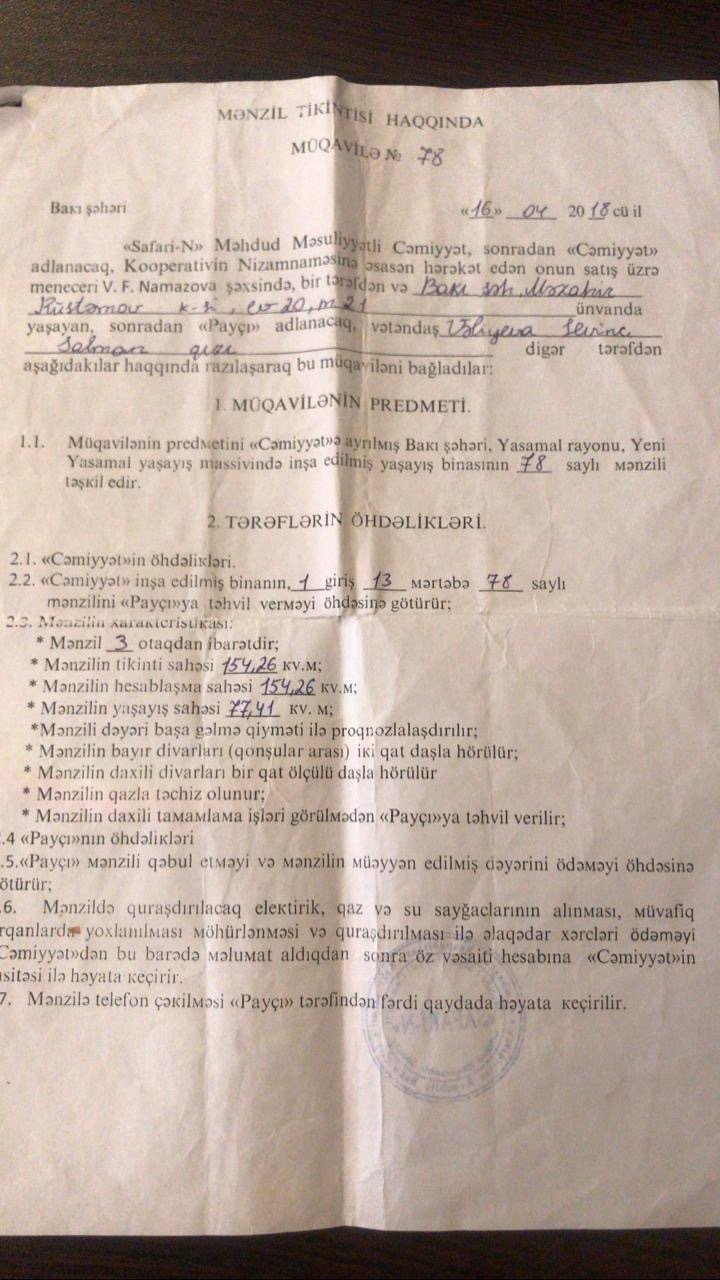 MƏNZİL TİKİNTİSİ HAQQINDA
MÜQAVİLƏ № 78
Bakı şəhəri «16» 04 2018 cü il
«Safari-N» Məhdud Məsuliyyətli Cəmiyyət, sonradan «Cəmiyyət»
adlanacaq, Kooperativin Nizamnaməsinə əsasən hərəkət edən onun satış üzrə
meneceri V. F. Namazova şəxsində, bir tərəfdən və Bakı şəh. Məzahir
Rüstəmov k-si, ev 20, m 21 ünvanda
yaşayan, sonradan «Payçı» adlanacaq, vətəndaş Vəliyeva Sevinc
Salman qızı digər tərəfdən
aşağıdakılar haqqında razılaşaraq bu müqaviləni bağladılar:
1. MÜQAVİLƏNİN PREDMETİ.
1.1. Müqavilənin predmetini «Cəmiyyət»ə ayrılmış Bakı şəhəri, Yasamal rayonu, Yeni
Yasamal yaşayış massivində inşa edilmiş yaşayış binasının 78 saylı mənzili
təşkil edir.
2. TƏRƏFLƏRİN ÖHDƏLİKLƏRİ.
2.1. «Cəmiyyət»in öhdəlikləri.
2.2. «Cəmiyyət» inşa edilmiş binanın, 1 giriş 13 mərtəbə 78 saylı
mənzilini «Payçı»ya təhvil verməyi öhdəsinə götürür;
2.3. Mənzilin xarakteristikası:
* Mənzil 3 otaqdan ibarətdir;
* Mənzilin tikinti sahəsi 154,26 kv.m;
* Mənzilin hesablaşma sahəsi 154,26 kv.m;
* Mənzilin yaşayış sahəsi 77,41 kv. m;
*Mənzili dəyəri başa gəlmə qiyməti ilə proqnozlalaşdırılır;
* Mənzilin bayır divarları (qonşular arası) iki qat daşla hörülür;
* Mənzilin daxili divarları bir qat ölçülü daşla hörülür
* Mənzilin qazla təchiz olunur;
* Mənzilin daxili tamamlama işləri görülmədən «Payçı»ya təhvil verilir;
.4 «Payçı»nın öhdəlikləri
.5.«Payçı» mənzili qəbul etməyi və mənzilin müəyyən edilmiş dəyərini ödəməyi öhdəsinə
ötürür;
.6. Mənzildə quraşdırılacaq elektirik, qaz və su sayğaclarının alınması, müvafiq
rqanlarda yoxlanılması möhürlənməsi və quraşdırılması ilə əlaqədar xərcləri ödəməyi
Cəmiyyət»dən bu barədə məlumat aldıqdan sonra öz vəsaiti hesabına «Cəmiyyət»in
sitəsi ilə həyata keçirir.
7. Mənzilə telefon çəkilməsi «Payçı» tərəfindən fərdi qaydada həyata keçirilir.